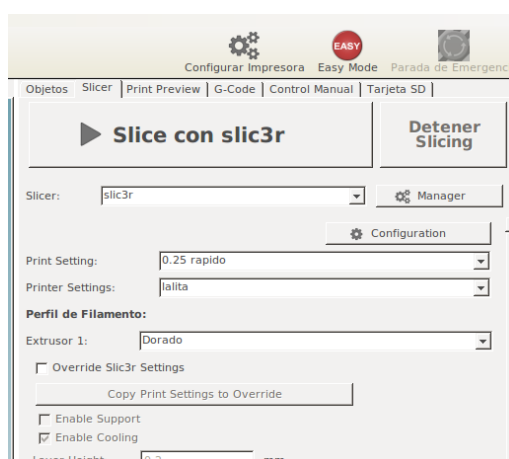 EASY
Configurar Impresora Easy Mode Parada de Emergenc
Objetos Slicer Print Preview G-Code Control Manual Tarjeta SD
Slice con slic3r
Detener
Slicing
Slicer: slic3r Manager
Configuration
Print Setting: 0.25 rapido
Printer Settings: lalita
Perfil de Filamento:
Extrusor 1: Dorado
Override Slic3r Settings
Copy Print Settings to Override
Enable Support
Enable Cooling